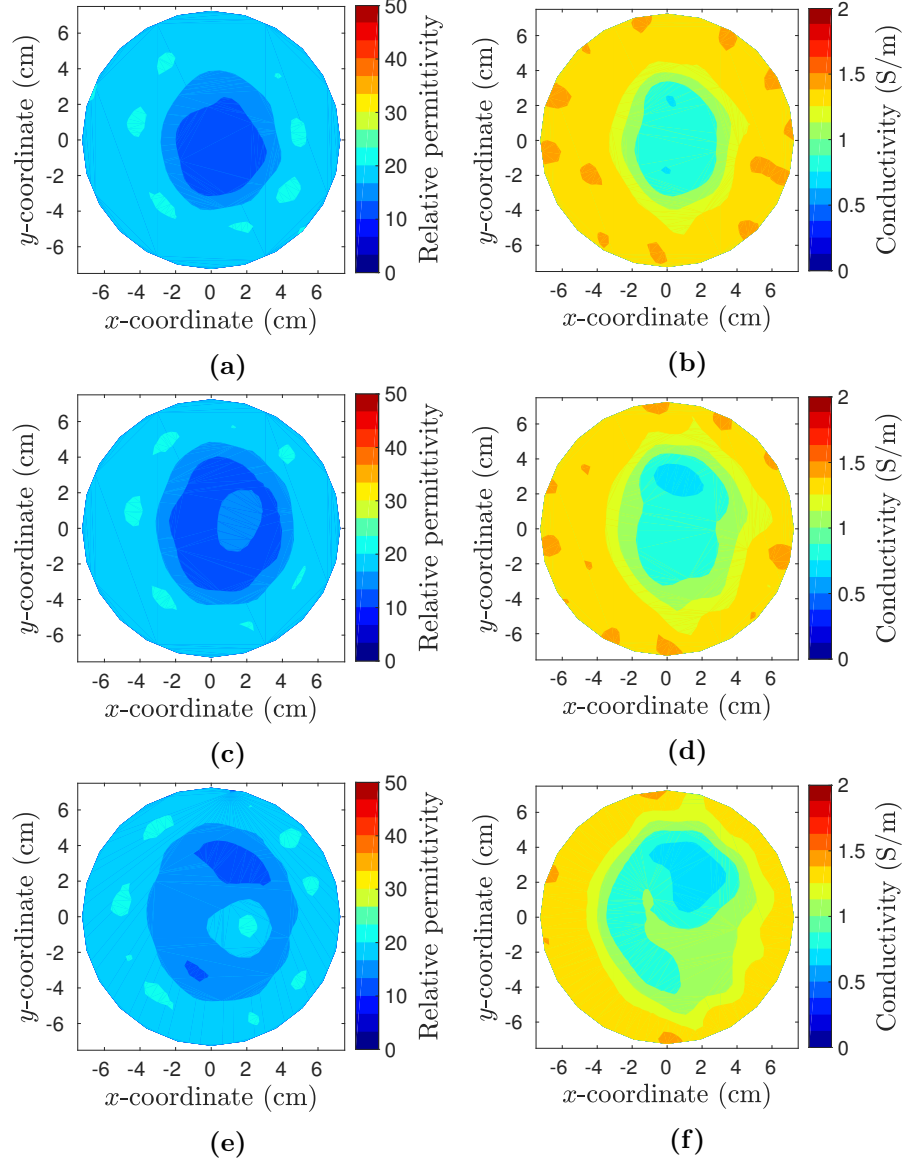 6
4
2
0
-2
-4
-6
y-coordinate (cm)
-6 -4 -2 0 2 4 6
x-coordinate (cm)
50
40
30
20
10
0
Relative permittivity
(a)
6
4
2
0
-2
-4
-6
y-coordinate (cm)
-6 -4 -2 0 2 4 6
x-coordinate (cm)
2
1.5
1
0.5
0
Conductivity (S/m)
(b)
6
4
2
0
-2
-4
-6
y-coordinate (cm)
-6 -4 -2 0 2 4 6
x-coordinate (cm)
50
40
30
20
10
0
Relative permittivity
(c)
6
4
2
0
-2
-4
-6
y-coordinate (cm)
-6 -4 -2 0 2 4 6
x-coordinate (cm)
2
1.5
1
0.5
0
Conductivity (S/m)
(d)
6
4
2
0
-2
-4
-6
y-coordinate (cm)
-6 -4 -2 0 2 4 6
x-coordinate (cm)
50
40
30
20
10
0
Relative permittivity
(e)
6
4
2
0
-2
-4
-6
y-coordinate (cm)
-6 -4 -2 0 2 4 6
x-coordinate (cm)
2
1.5
1
0.5
0
Conductivity (S/m)
(f)